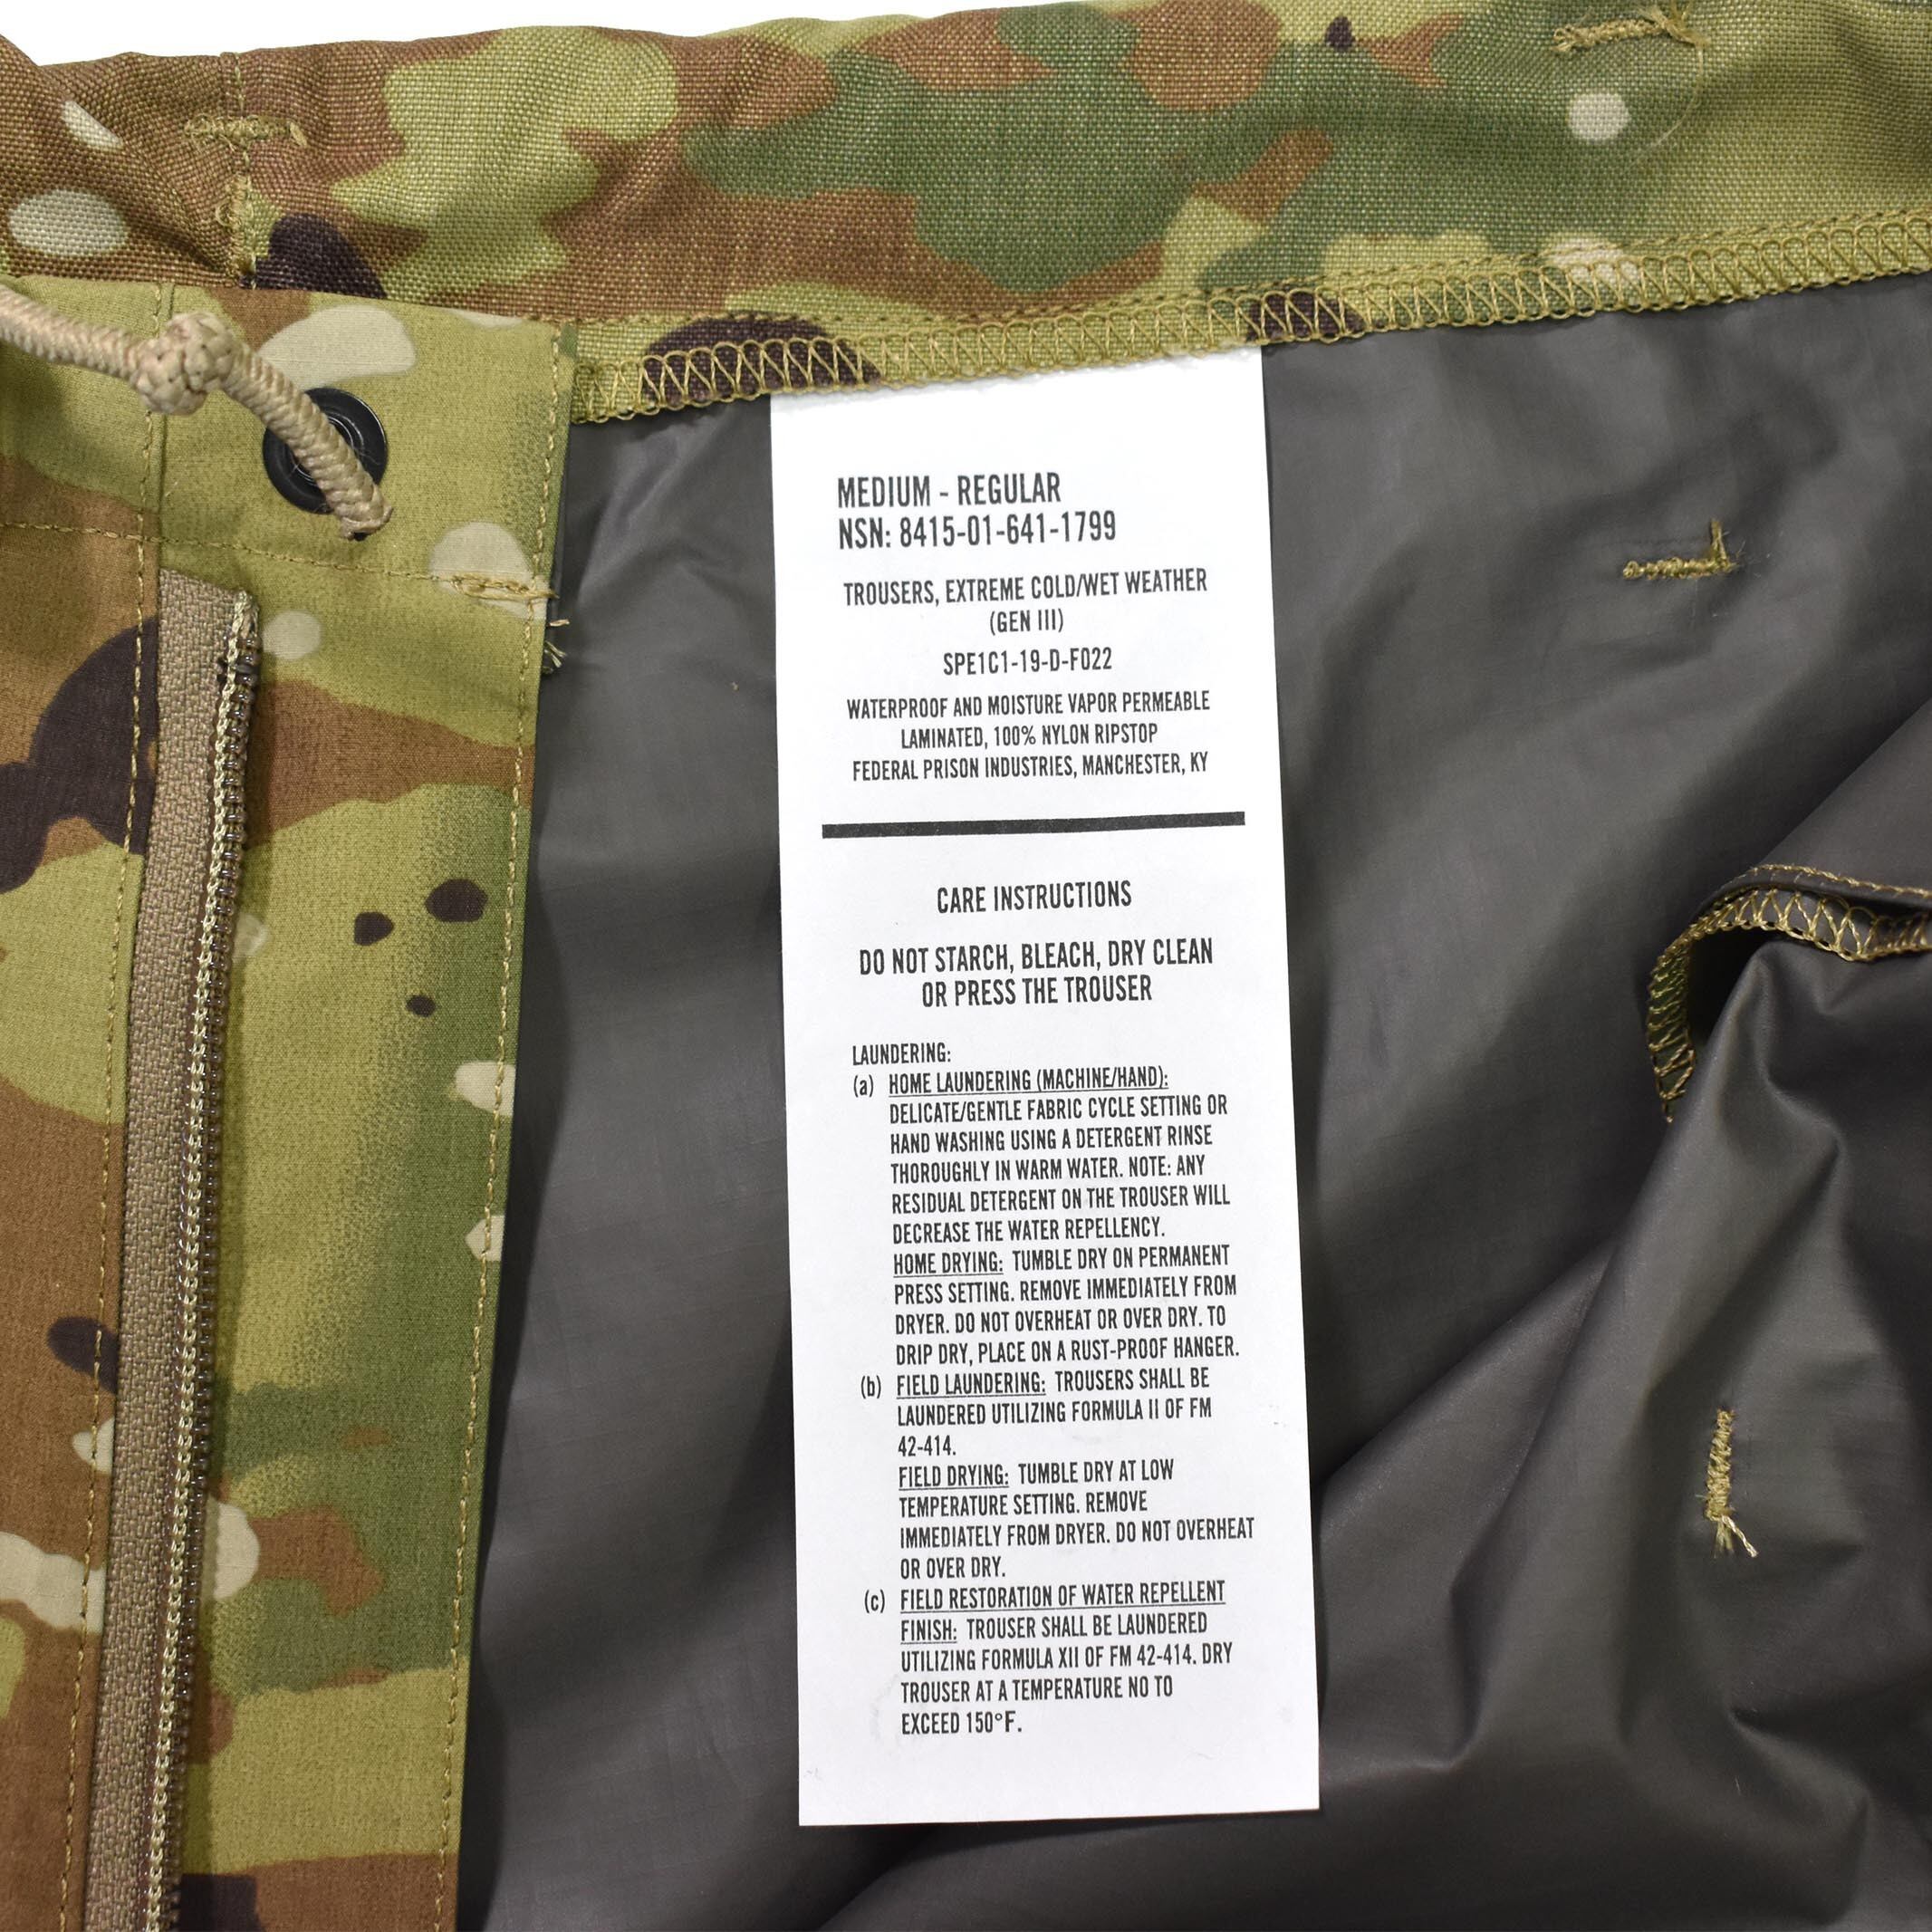 MEDIUM - REGULAR
NSN: 8415-01-641-1799
TROUSERS, EXTREME COLD/WET WEATHER
(GEN III)
SPE1C1-19-D-F022
WATERPROOF AND MOISTURE VAPOR PERMEABLE
LAMINATED, 100% NYLON RIPSTOP
FEDERAL PRISON INDUSTRIES, MANCHESTER, KY
CARE INSTRUCTIONS
DO NOT STARCH, BLEACH, DRY CLEAN
OR PRESS THE TROUSER
LAUNDERING:
(a) HOME LAUNDERING (MACHINE/HAND):
DELICATE/GENTLE FABRIC CYCLE SETTING OR
HAND WASHING USING A DETERGENT RINSE
THOROUGHLY IN WARM WATER. NOTE: ANY
RESIDUAL DETERGENT ON THE TROUSER WILL
DECREASE THE WATER REPELLENCY.
HOME DRYING: TUMBLE DRY ON PERMANENT
PRESS SETTING. REMOVE IMMEDIATELY FROM
DRYER. DO NOT OVERHEAT OR OVER DRY. TO
DRIP DRY, PLACE ON A RUST-PROOF HANGER.
(b) FIELD LAUNDERING: TROUSERS SHALL BE
LAUNDERED UTILIZING FORMULA II OF FM
42-414.
FIELD DRYING: TUMBLE DRY AT LOW
TEMPERATURE SETTING. REMOVE
IMMEDIATELY FROM DRYER. DO NOT OVERHEAT
OR OVER DRY.
(c) FIELD RESTORATION OF WATER REPELLENT
FINISH: TROUSER SHALL BE LAUNDERED
UTILIZING FORMULA XII OF FM 42-414. DRY
TROUSER AT A TEMPERATURE NO TO
EXCEED 150°F.